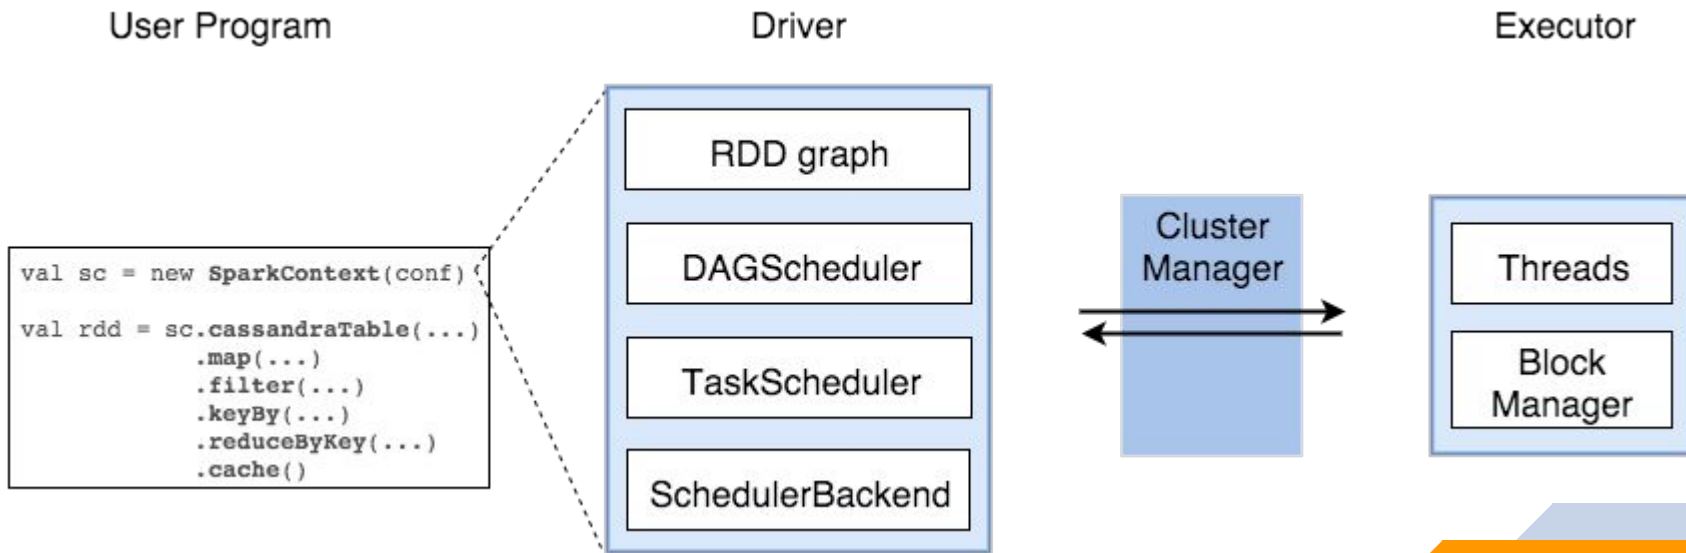 User Program
Driver
Executor
val sc = new SparkContext(conf)
val rdd = sc.cassandraTable(...)
.map(...)
.filter(...)
.keyBy(...)
.reduceByKey(...)
.cache()
RDD graph
DAGScheduler
TaskScheduler
SchedulerBackend
Cluster
Manager
Threads
Block
Manager